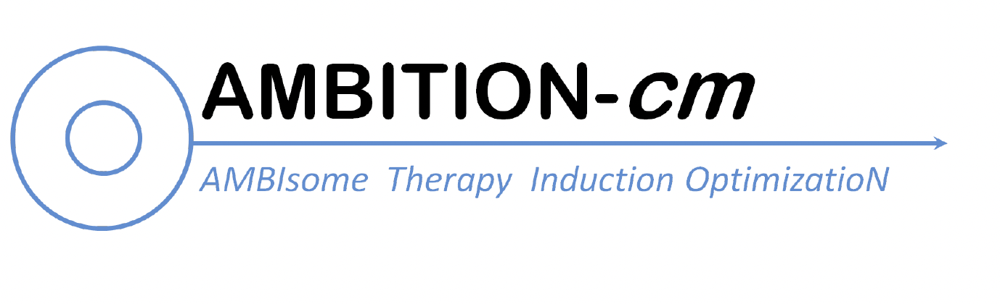 AMBITION-cm
AMBIsome Therapy Induction OptimizatioN